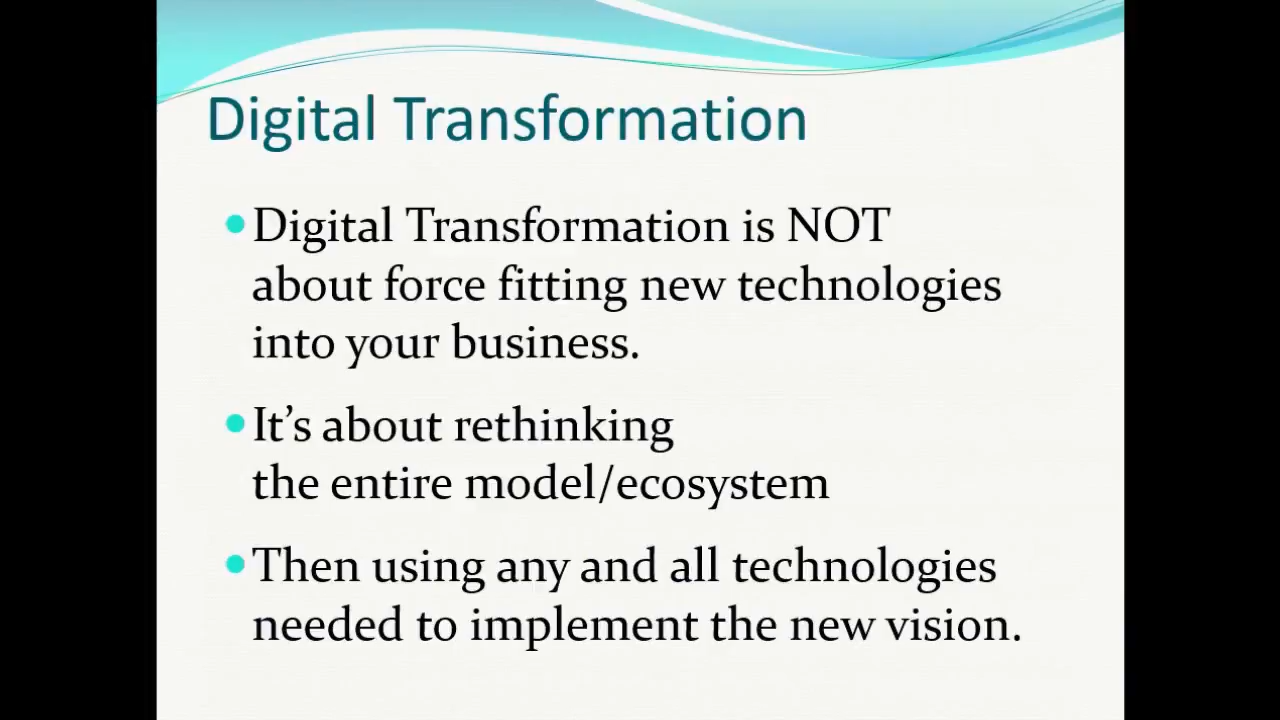 Digital Transformation
•Digital Transformation is NOT
about force fitting new technologies
into your business.
•It’s about rethinking
the entire model/ecosystem
•Then using any and all technologies
needed to implement the new vision.